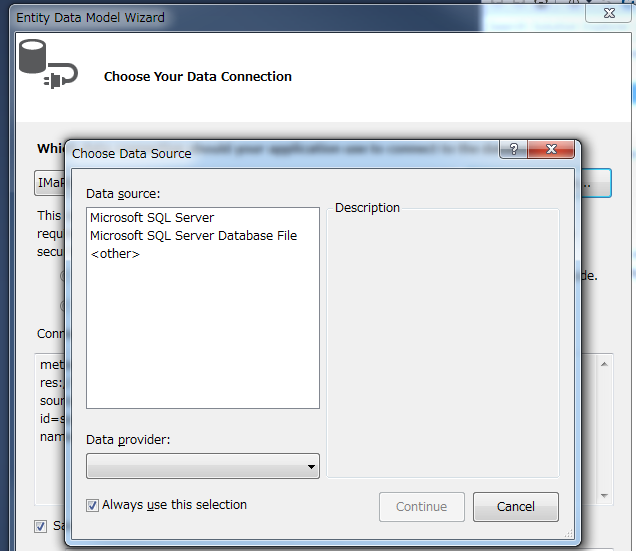 Entity Data Model Wizard
Choose Your Data Connection
Choose Data Source
IMa
Data source:
Microsoft SQL Server
Microsoft SQL Server Database File
<other>
Description
This
requ
secu
de.
Conn
met
res:
sour
id=s
nam
Data provider:
Always use this selection
Continue
Cancel
Sa